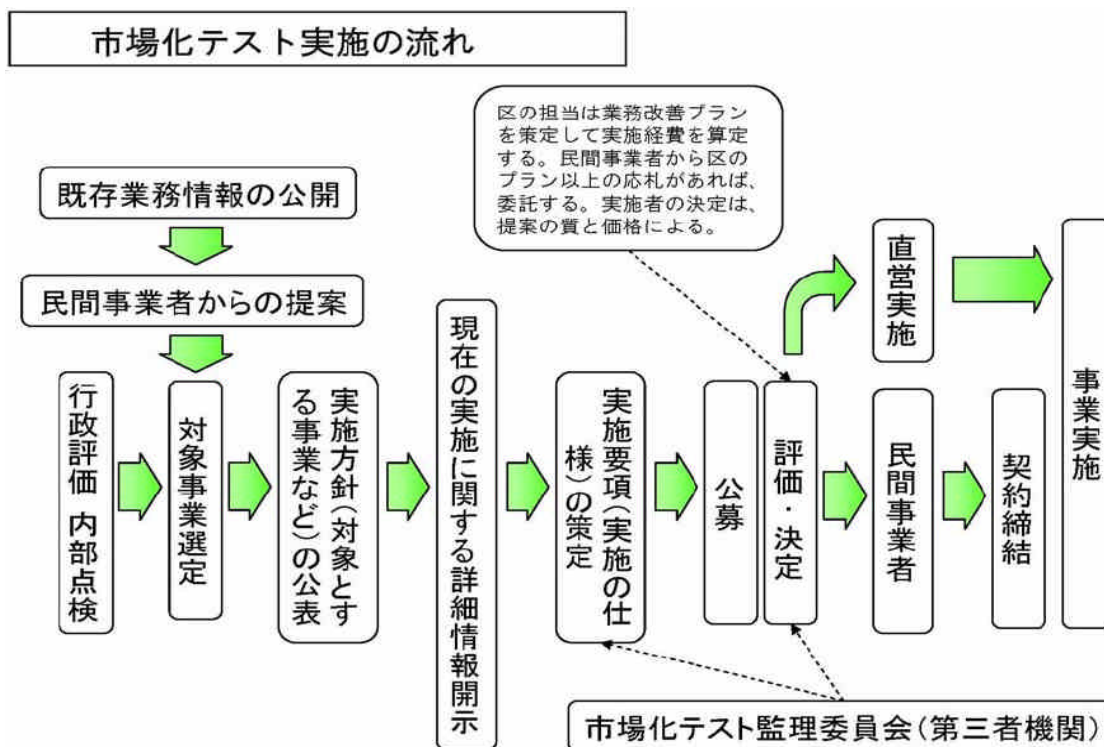 市場化テスト実施の流れ
区の担当は業務改善プラン
を策定して実施経費を算定
する。民間事業者から区の
プラン以上の応札があれば、
委託する。実施者の決定は、
提案の質と価格による。
既存業務情報の公開
民間事業者からの提案
行政評価 内部点検
対象事業選定
実施方針（対象とす
る事業など）の公表
現在の実施に関する詳細情報開示
実施要項（実施の仕
様）の策定
公募
評価・決定
直営実施
民間事業者
契約締結
事業実施
市場化テスト監理委員会（第三者機関）